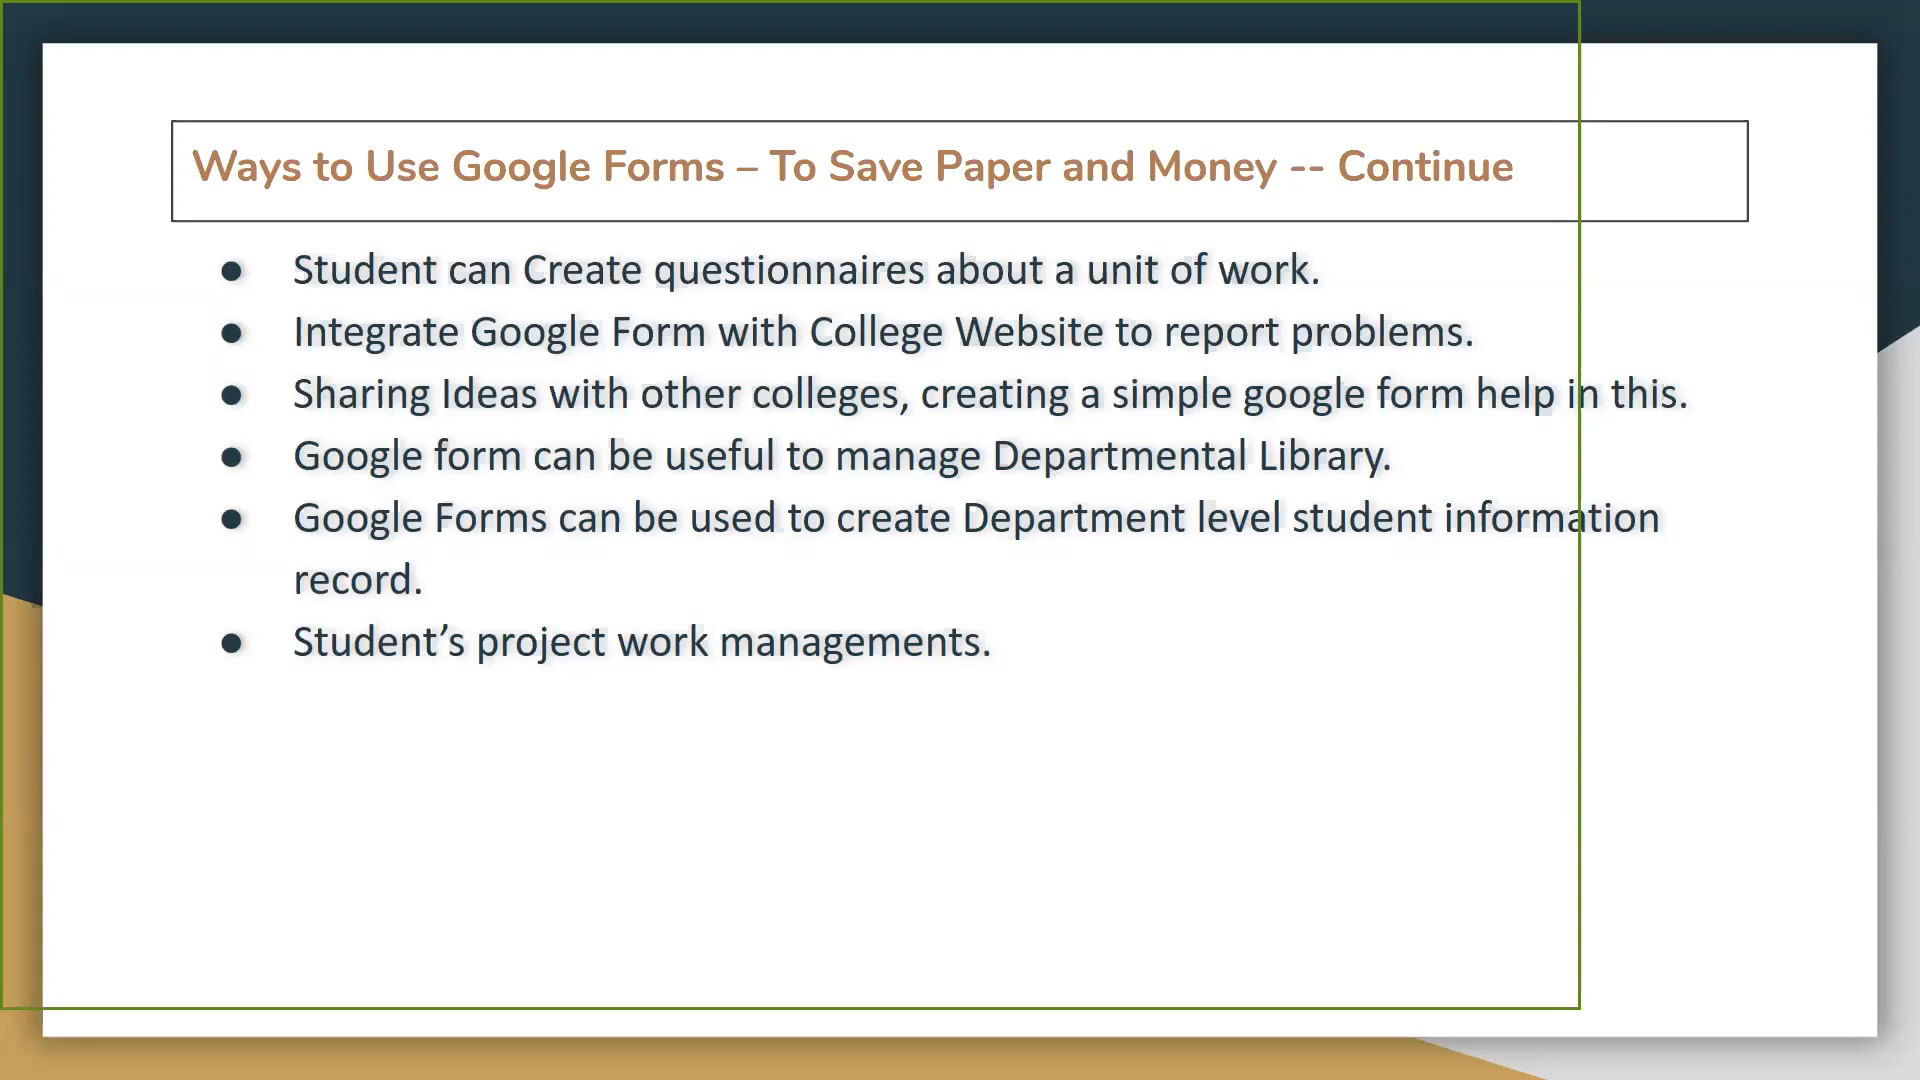 Ways to Use Google Forms – To Save Paper and Money -- Continue
● Student can Create questionnaires about a unit of work.
● Integrate Google Form with College Website to report problems.
● Sharing Ideas with other colleges, creating a simple google form help in this.
● Google form can be useful to manage Departmental Library.
● Google Forms can be used to create Department level student information
record.
● Student’s project work managements.